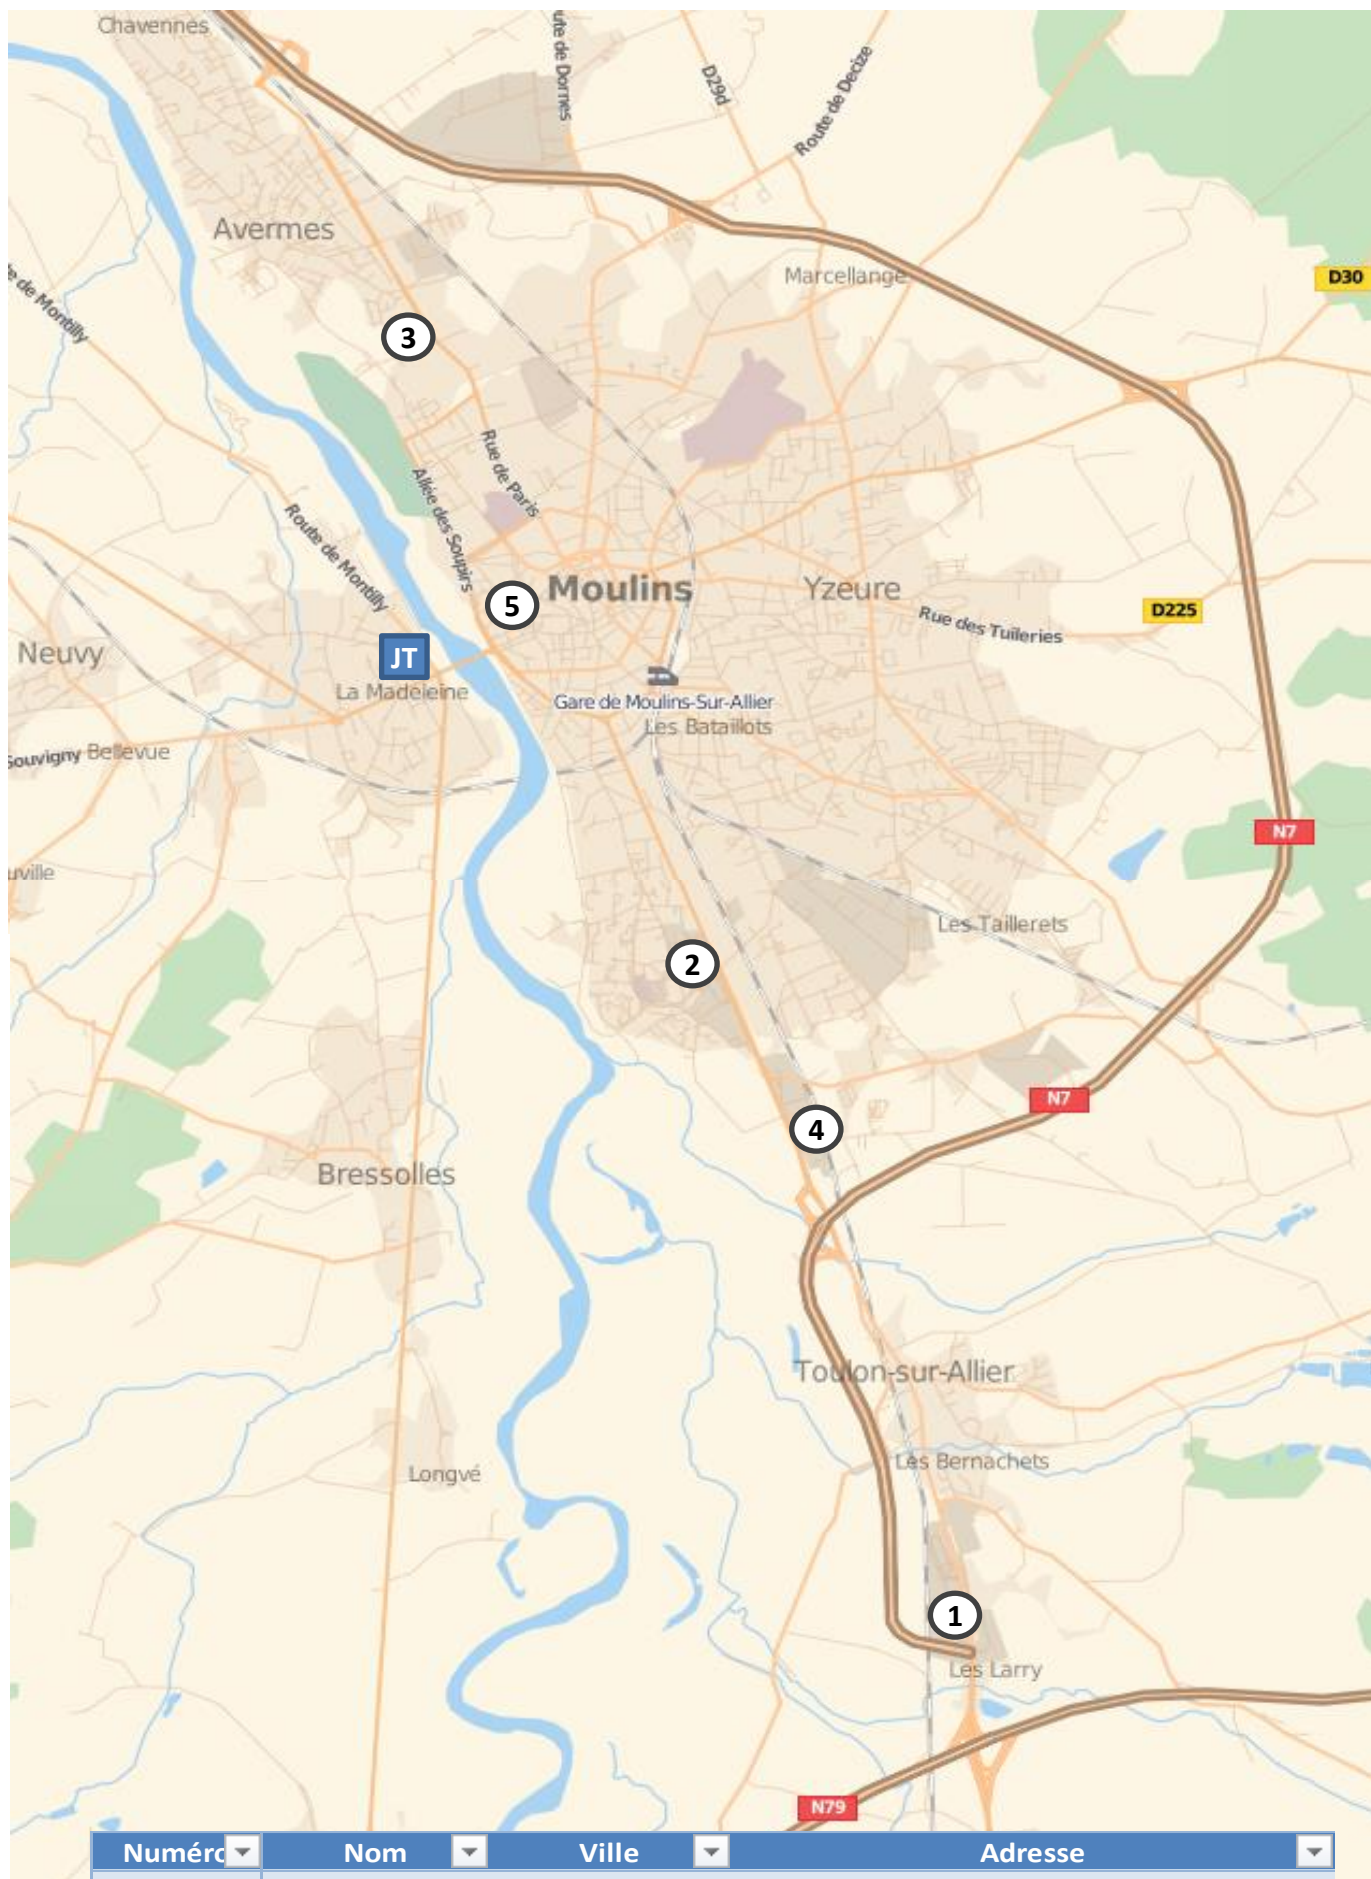 Chavennes
ute de Dornes
D29d
Route de Decize
Avermes
Marcellange
D30
e de Montilly
3
Rue de Paris
Allée des Soupirs
Route de Montilly
Moulins
Yzeure
5
D225
Rue des Tuileries
Neuvy
JT
La Madeleine
Gare de Moulins-Sur-Allier
Les Bataillots
Souvigny Bellevue
N7
uville
Les Taillerets
2
N7
4
Bressolles
Toulon-sur-Allier
Les Bernachets
Longvé
1
Les Larry
N79
Numéro Nom Ville Adresse